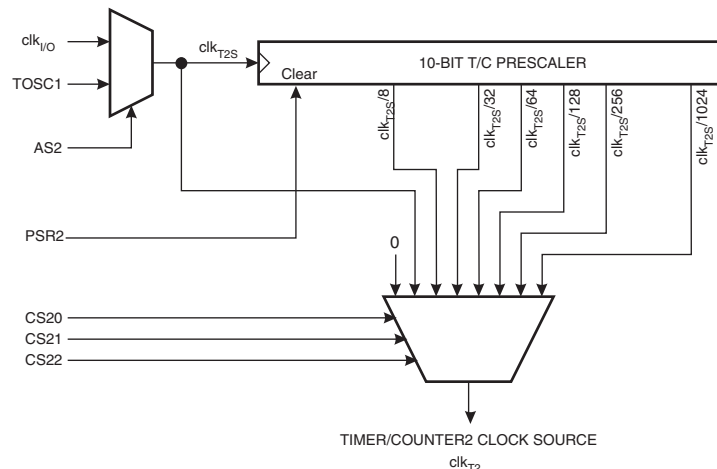 clkI/O
TOSC1
AS2
PSR2
CS20
CS21
CS22
clkT2S
10-BIT T/C PRESCALER
Clear
clkT2S/8
clkT2S/32
clkT2S/64
clkT2S/128
clkT2S/256
clkT2S/1024
0
TIMER/COUNTER2 CLOCK SOURCE
clkT2